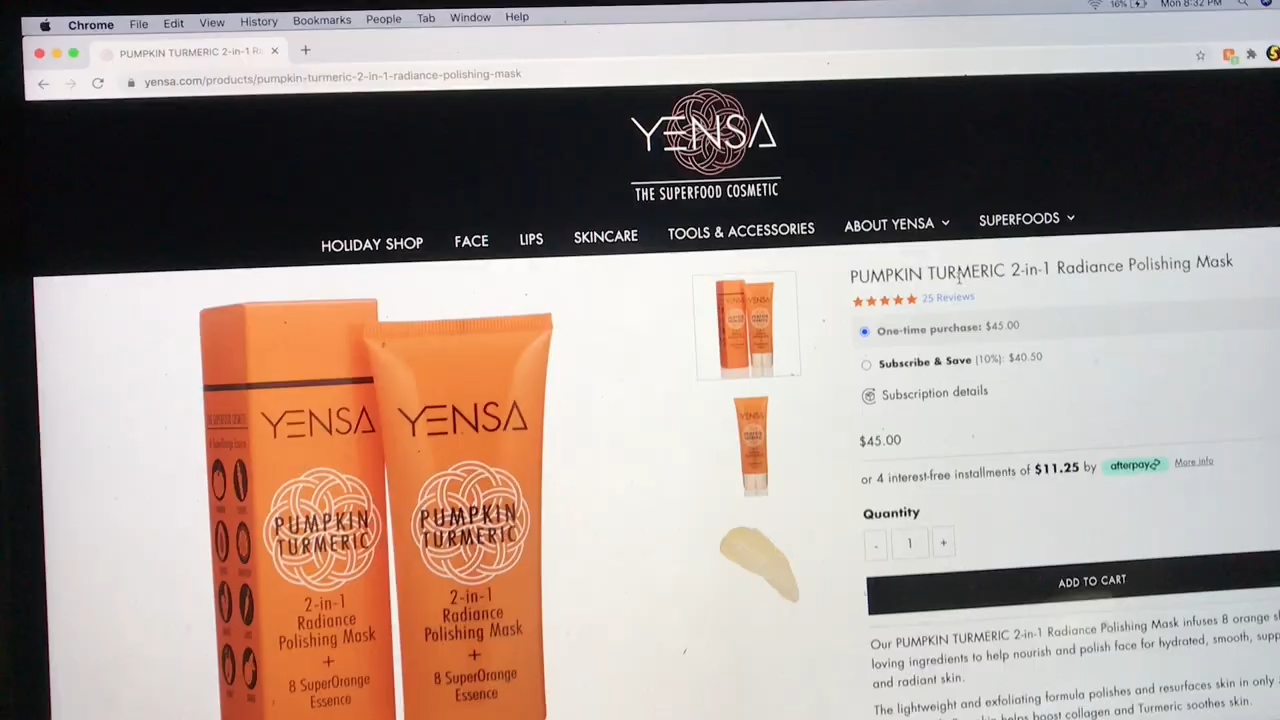 Chrome File Edit View History Bookmarks People Tab Window Help
16% Mon 8:32 PM
PUMPKIN TURMERIC 2-in-1 R
yensa.com/products/pumpkin-turmeric-2-in-1-radiance-polishing-mask
YENSA
THE SUPERFOOD COSMETIC
HOLIDAY SHOP FACE LIPS SKINCARE TOOLS & ACCESSORIES ABOUT YENSA SUPERFOODS
PUMPKIN TURMERIC 2-in-1 Radiance Polishing Mask
25 Reviews
One-time purchase: $45.00
Subscribe & Save (10%): $40.50
Subscription details
$45.00
or 4 interest-free installments of $11.25 by afterpay More info
Quantity
- 1 +
ADD TO CART
Our PUMPKIN TURMERIC 2-in-1 Radiance Polishing Mask infuses 8 orange
loving ingredients to help nourish and polish face for hydrated, smooth,
and radiant skin.
The lightweight and exfoliating formula polishes and resurfaces skin in only
helps boost collagen and Turmeric soothes skin.
YENSA
PUMPKIN
TURMERIC
2-in-1
Radiance
Polishing Mask
+
8 SuperOrange
Essence
YENSA
PUMPKIN
TURMERIC
2-in-1
Radiance
Polishing Mask
+
8 SuperOrange
Essence